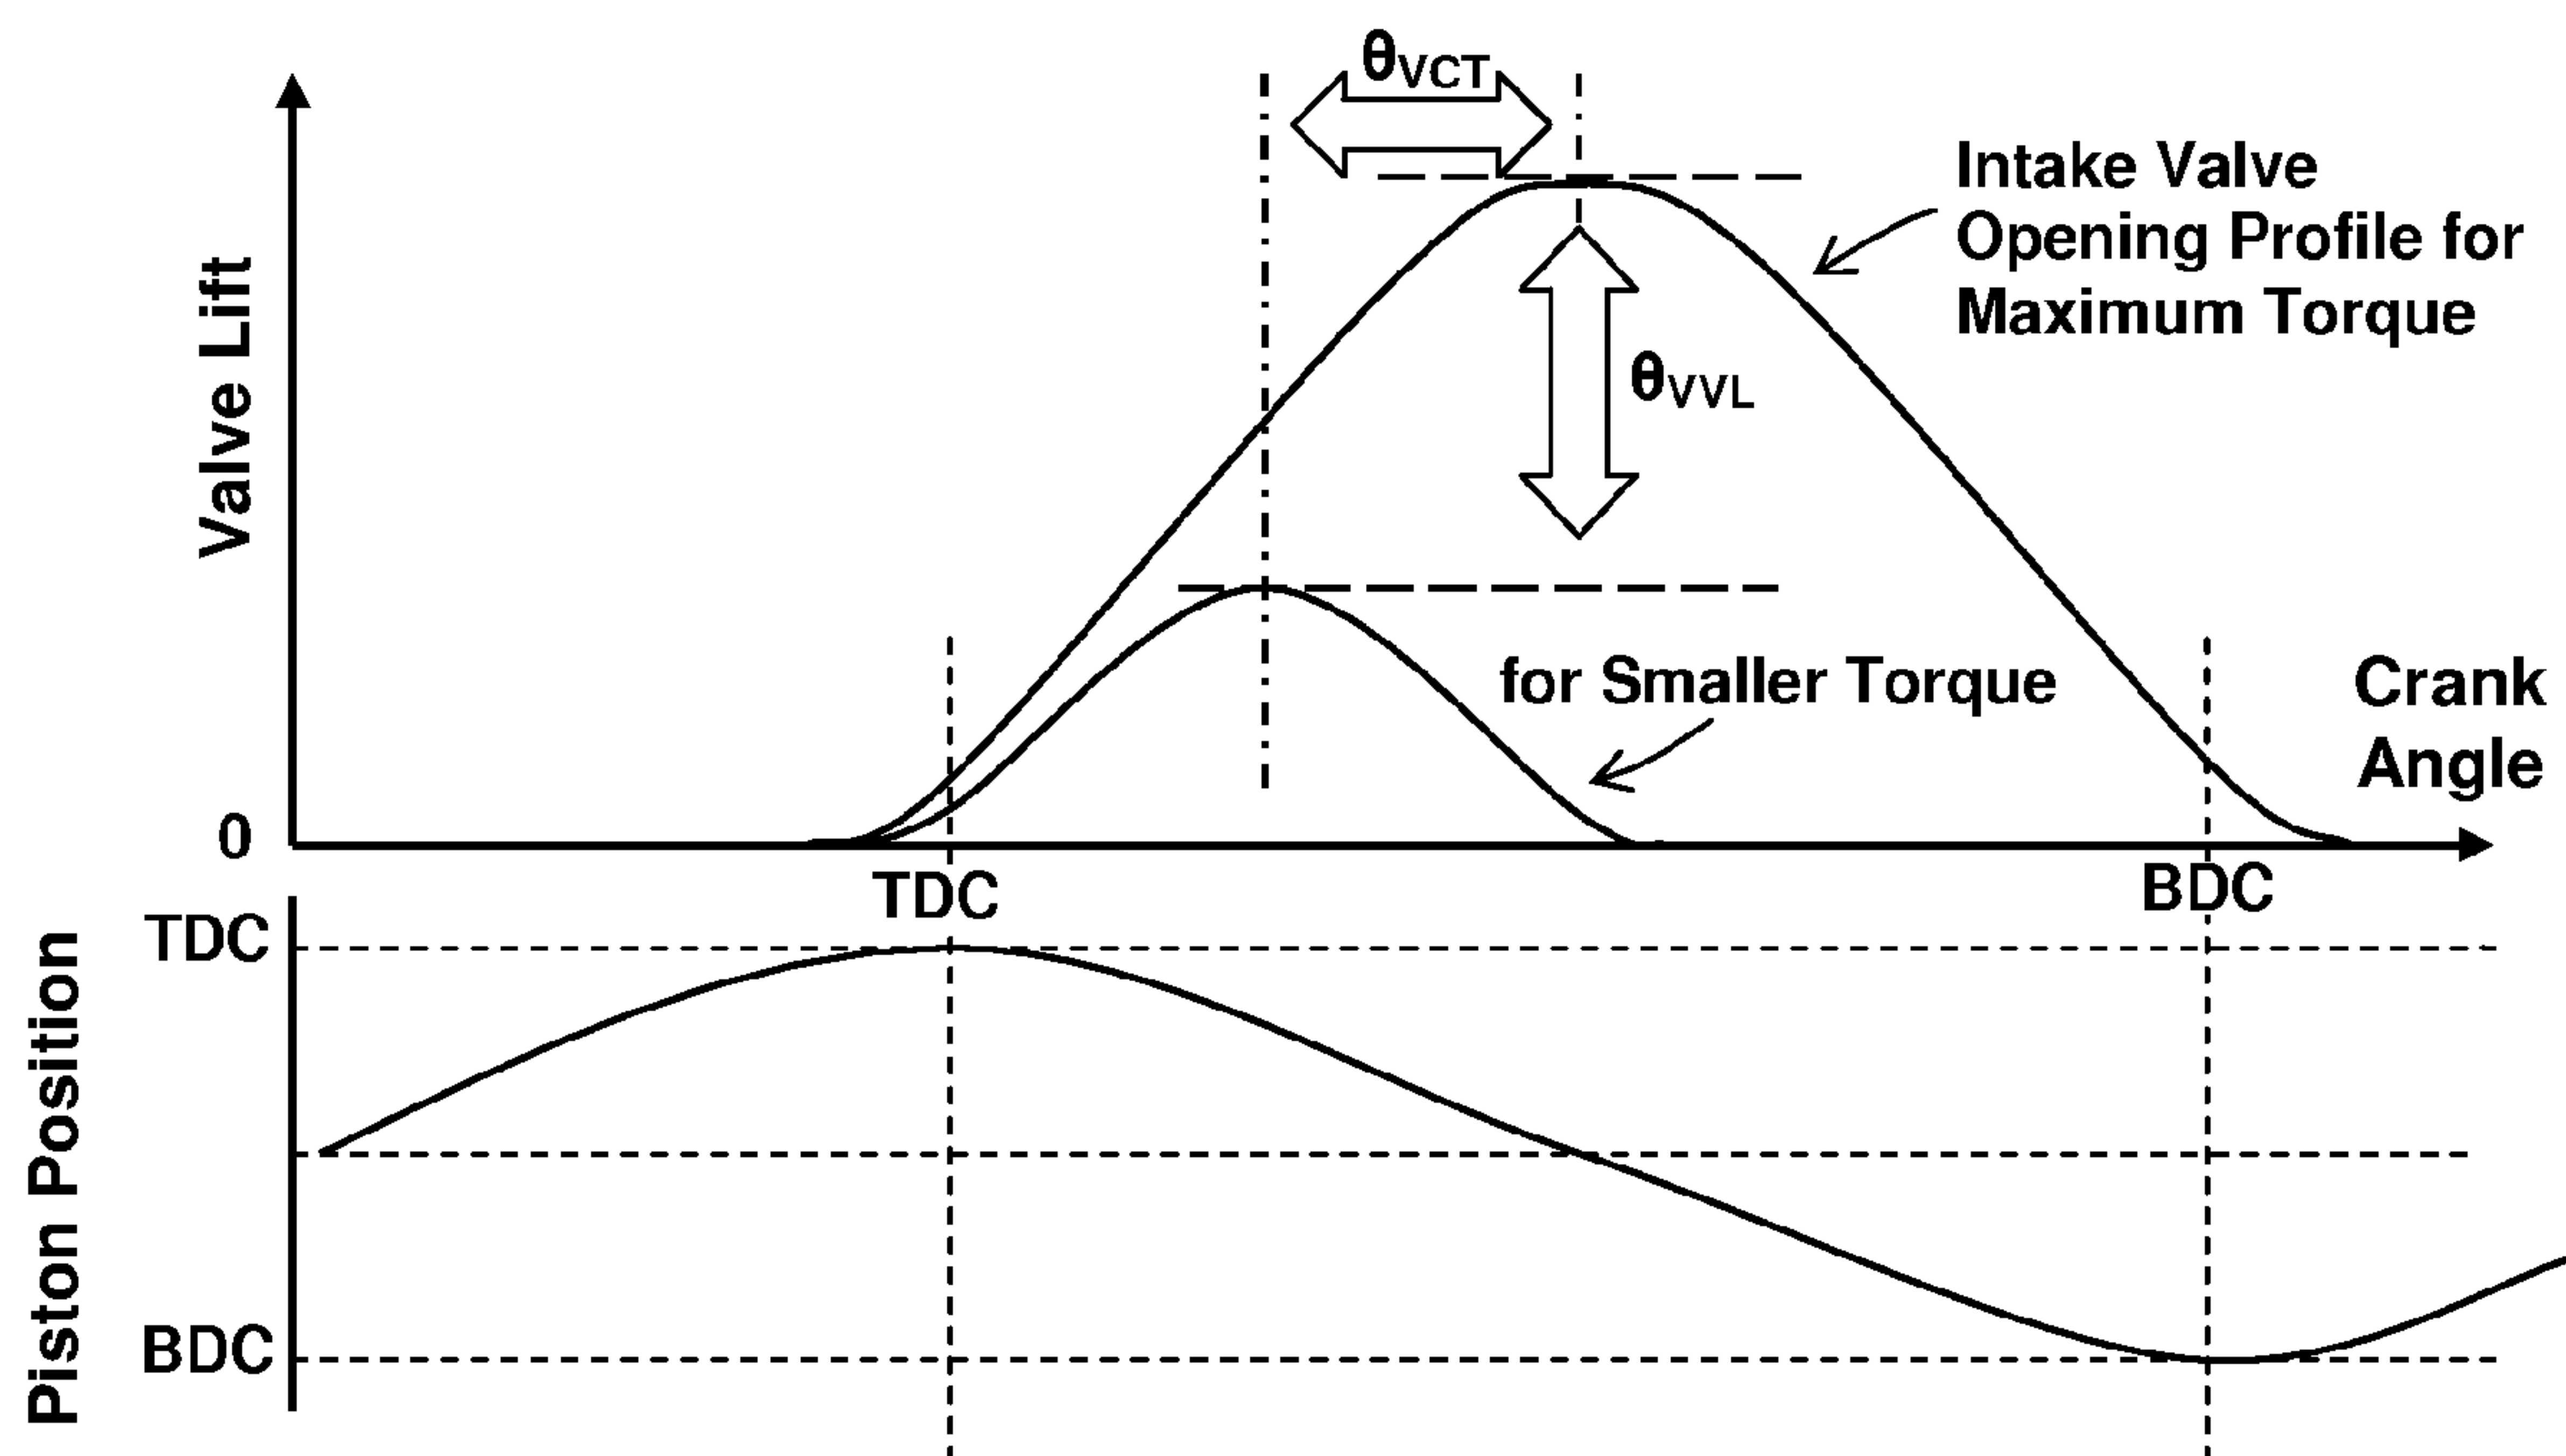 θVCT
Intake Valve
Opening Profile for
Maximum Torque
Valve Lift
θVVL
for Smaller Torque
Crank
Angle
0
TDC
BDC
TDC
Piston Position
BDC